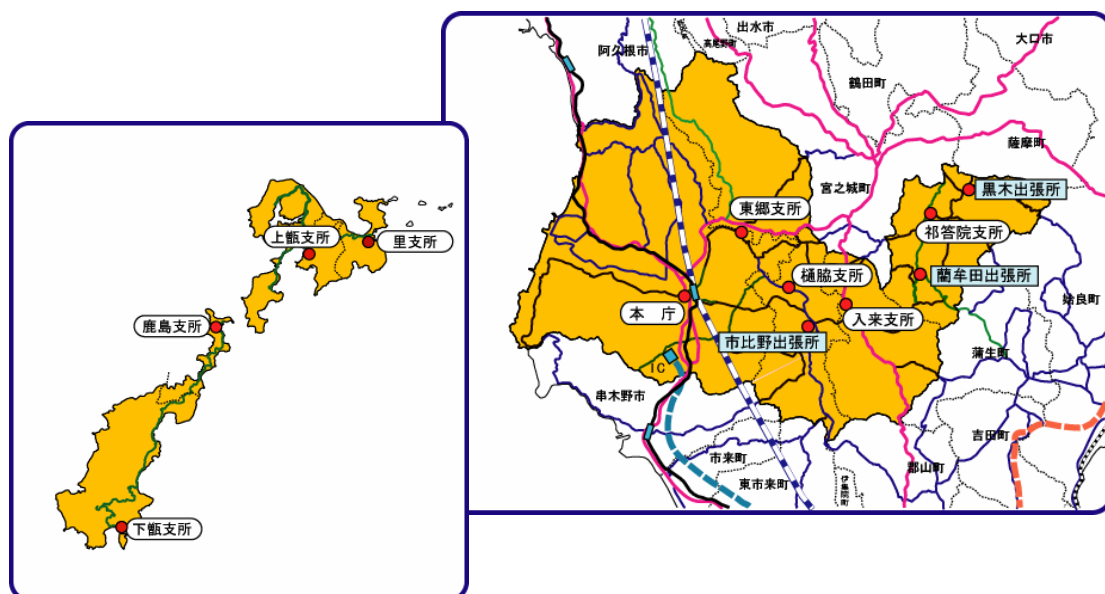 出水市
大口市
阿久根市
高尾野町
鶴田町
薩摩町
宮之城町
黒木出張所
東郷支所
祁答院支所
樋脇支所
藺牟田出張所
姶良町
本 庁
入来支所
市比野出張所
蒲生町
IC
串木野市
吉田町
市来町
郡山町
東市来町
伊集院町
上甑支所
里支所
鹿島支所
下甑支所